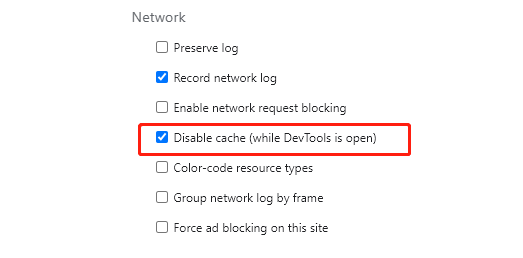 Network
Preserve log
Record network log
Enable network request blocking
Disable cache (while DevTools is open)
Color-code resource types
Group network log by frame
Force ad blocking on this site